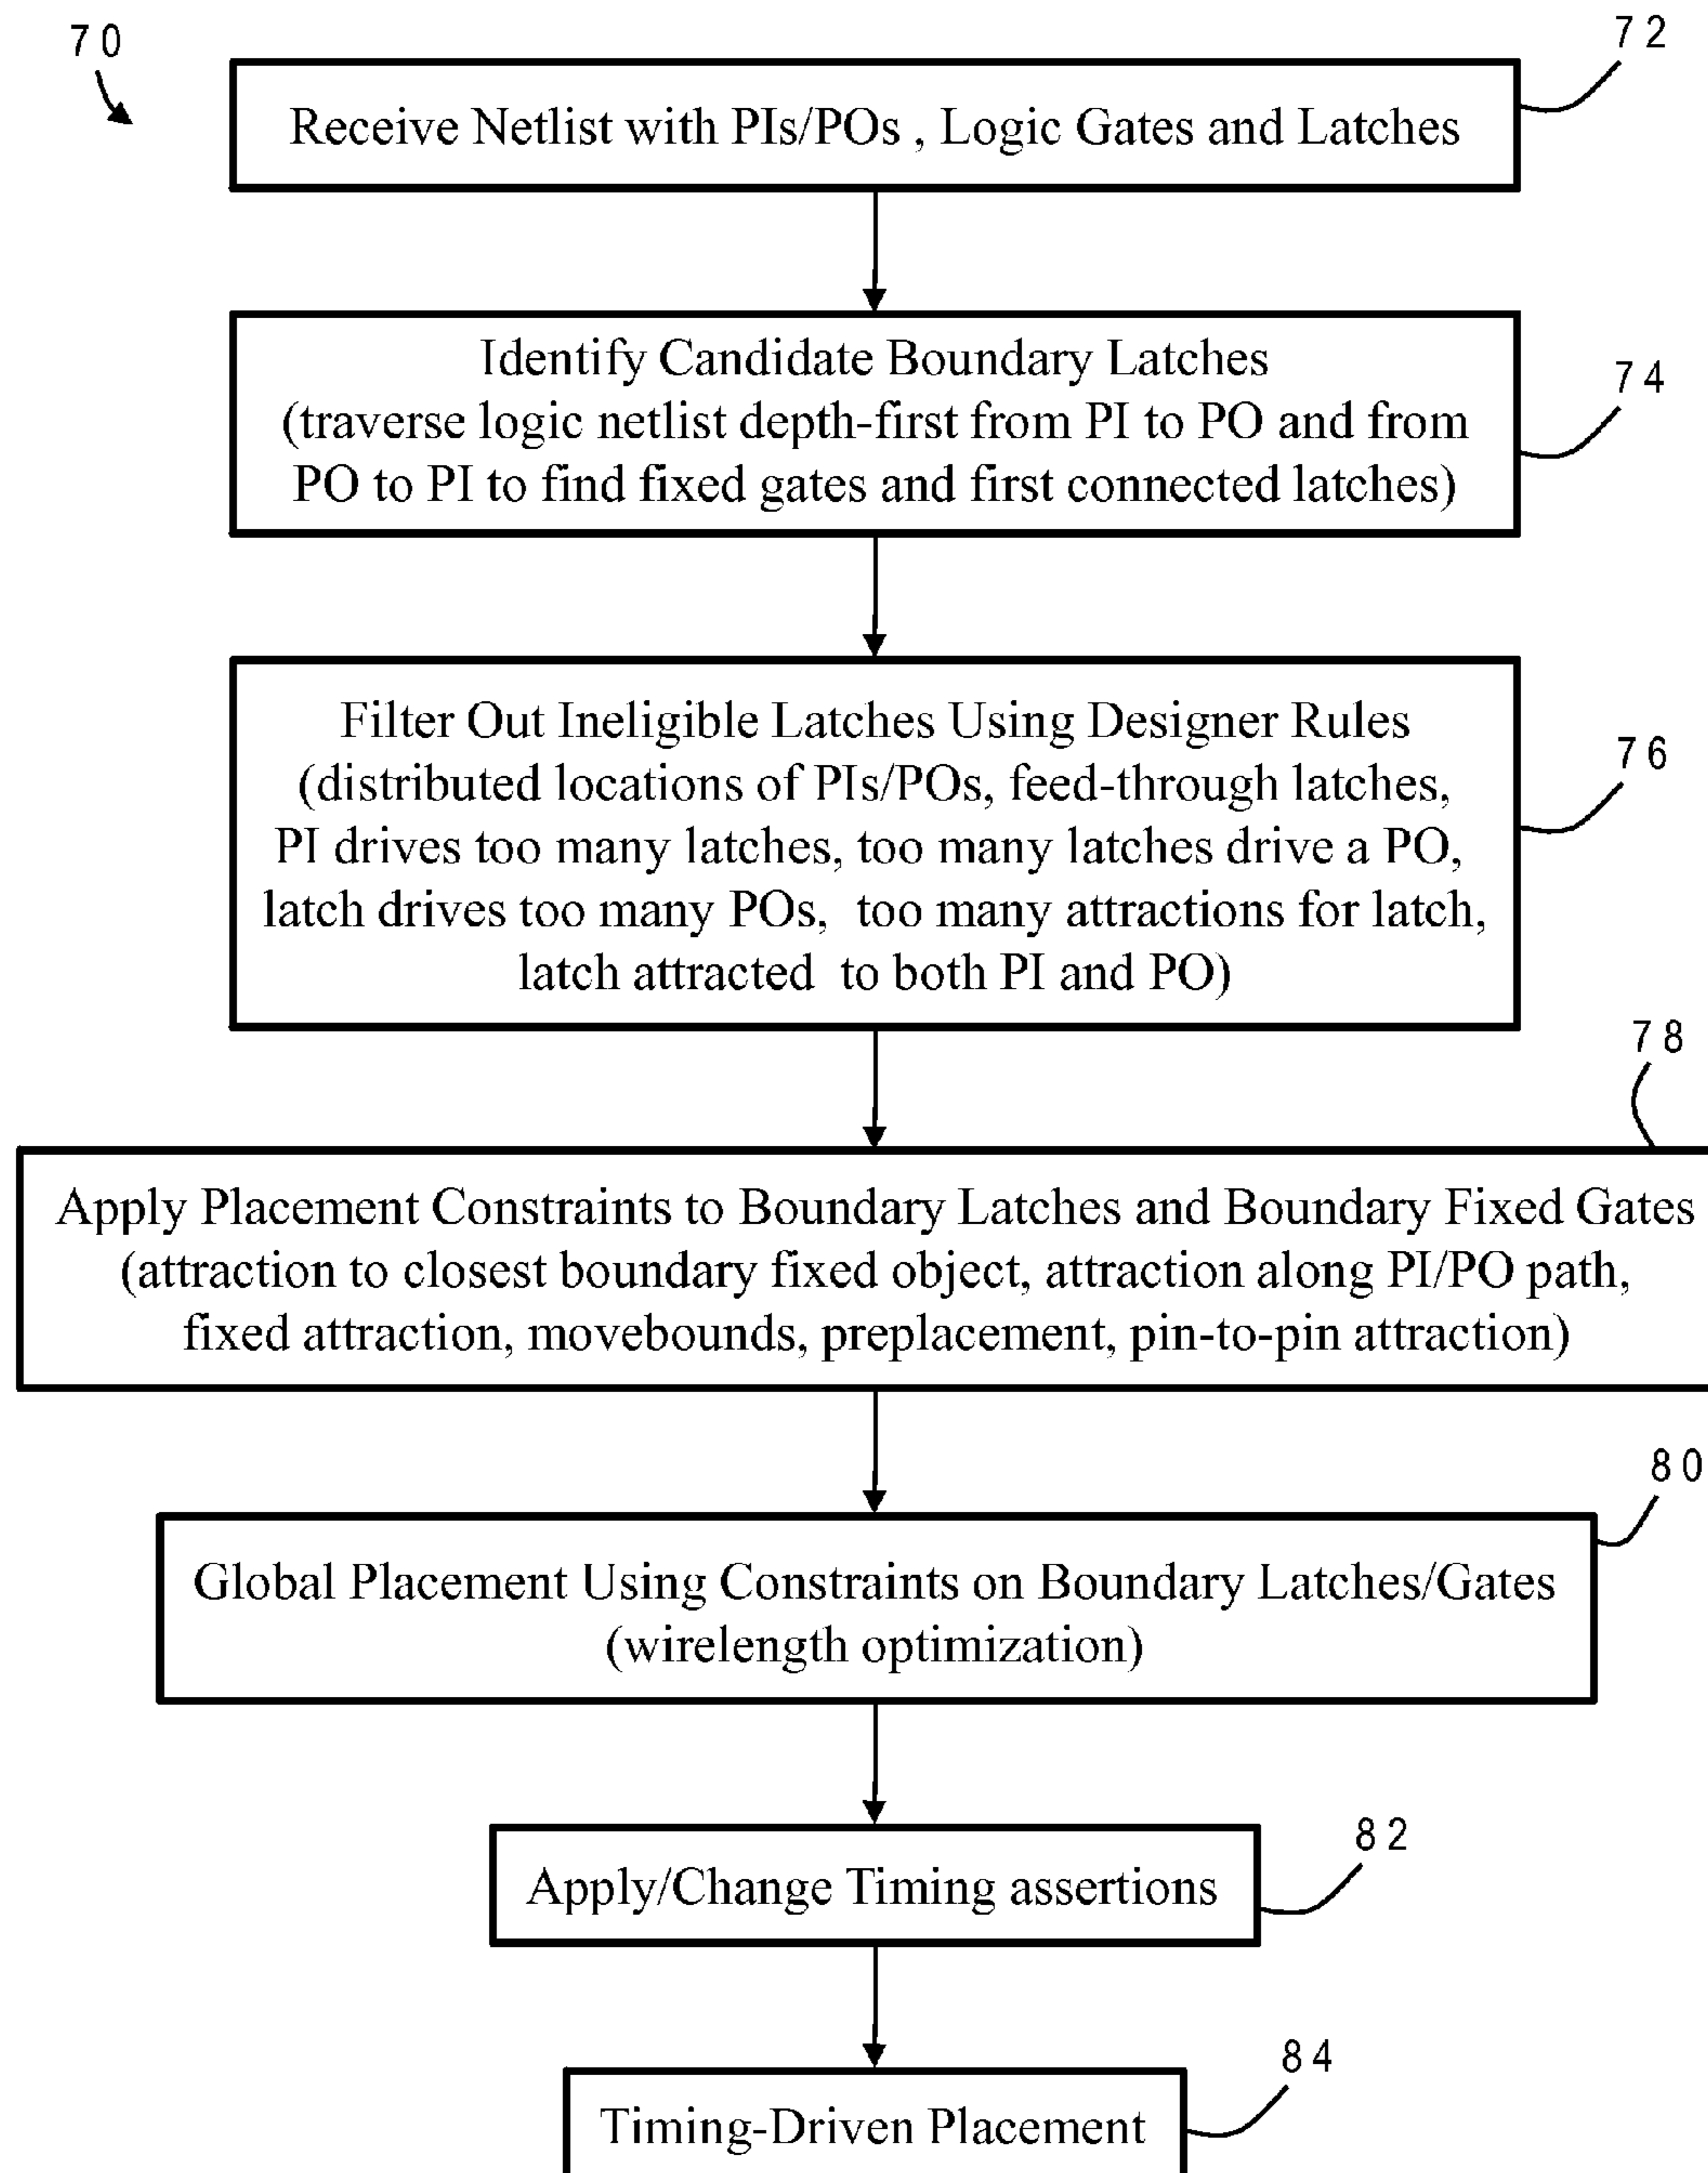 70
72
Receive Netlist with PIs/POs , Logic Gates and Latches
74
Identify Candidate Boundary Latches
(traverse logic netlist depth-first from PI to PO and from
PO to PI to find fixed gates and first connected latches)
76
Filter Out Ineligible Latches Using Designer Rules
(distributed locations of PIs/POs, feed-through latches,
PI drives too many latches, too many latches drive a PO,
latch drives too many POs, too many attractions for latch,
latch attracted to both PI and PO)
78
Apply Placement Constraints to Boundary Latches and Boundary Fixed Gates
(attraction to closest boundary fixed object, attraction along PI/PO path,
fixed attraction, movebounds, preplacement, pin-to-pin attraction)
80
Global Placement Using Constraints on Boundary Latches/Gates
(wirelength optimization)
82
Apply/Change Timing assertions
84
Timing-Driven Placement